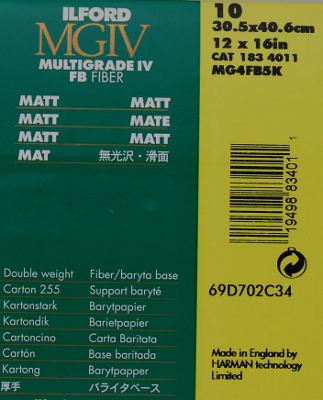 ILFORD
MGIV
MULTIGRADE IV
FB FIBER
MATT MATT
MATT MATE
MATT MATT
MAT 無光沢・滑面
Double weight Fiber/baryta base
Carton 255 Support baryté
Kartonstark Barytpapier
Kartondik Barietpapier
Cartoncino Carta Baritata
Cartón Base baritada
Kartong Barytpapper
厚手 バライタベース
10
30.5x40.6cm
12 x 16in
CAT 183 4011
MG4FB5K
1
19498 83401
69D702C34
Made in England by
HARMAN technology
Limited